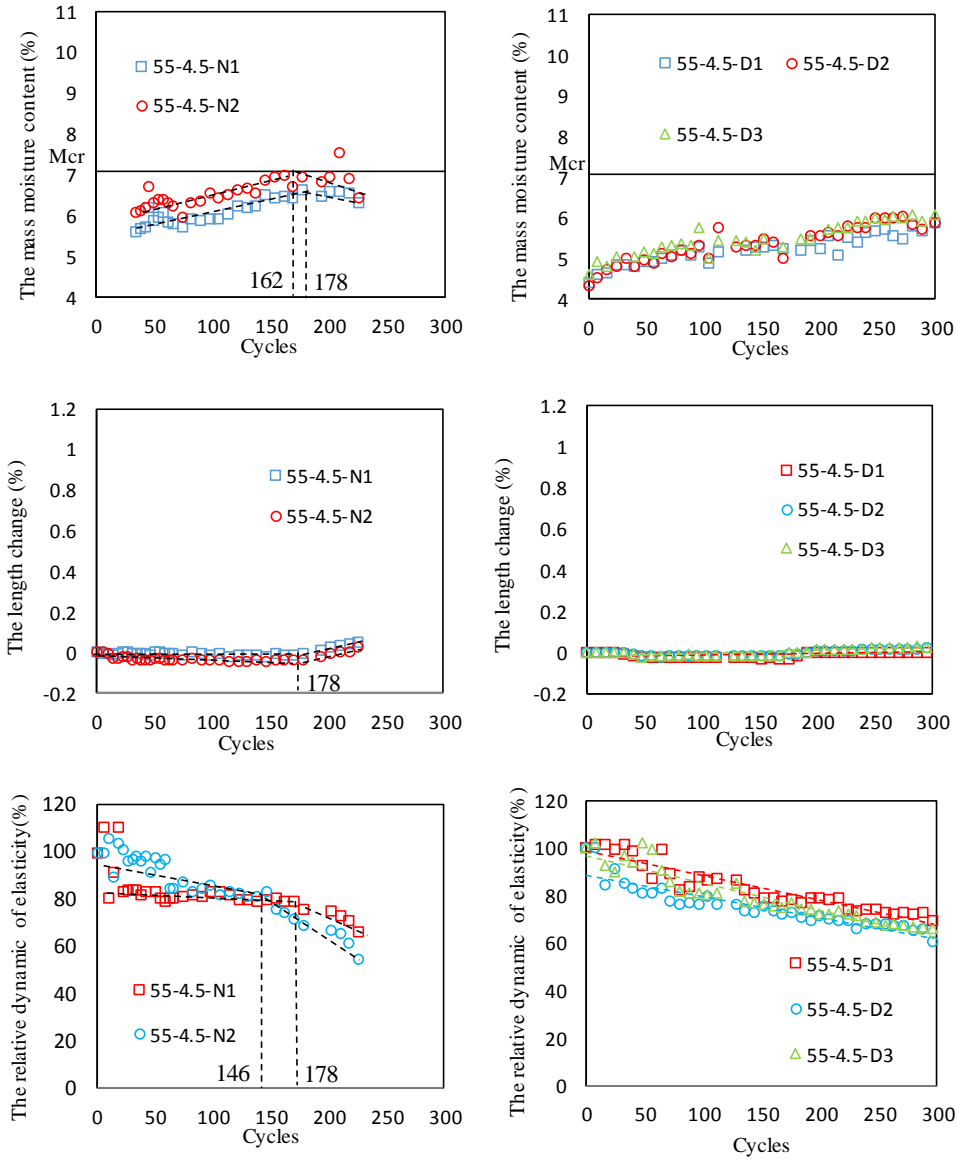 The mass moisture content (%)
11
10
9
8
Mcr
7
6
5
4
55-4.5-N1
55-4.5-N2
162
178
0 50 100 150 200 250 300
Cycles
The mass moisture content (%)
11
10
9
8
Mcr
7
6
5
4
55-4.5-D1 55-4.5-D2
55-4.5-D3
0 50 100 150 200 250 300
Cycles
The length change (%)
1.2
1
0.8
0.6
0.4
0.2
0
-0.2
55-4.5-N1
55-4.5-N2
178
0 50 100 150 200 250 300
Cycles
The length change (%)
1.2
1
0.8
0.6
0.4
0.2
0
-0.2
55-4.5-D1
55-4.5-D2
55-4.5-D3
0 50 100 150 200 250 300
Cycles
The relative dynamic of elasticity(%)
120
100
80
60
40
20
0
55-4.5-N1
55-4.5-N2
146
178
0 50 100 150 200 250 300
Cycles
The relative dynamic of elasticity(%)
120
100
80
60
40
20
0
55-4.5-D1
55-4.5-D2
55-4.5-D3
0 50 100 150 200 250 300
Cycles